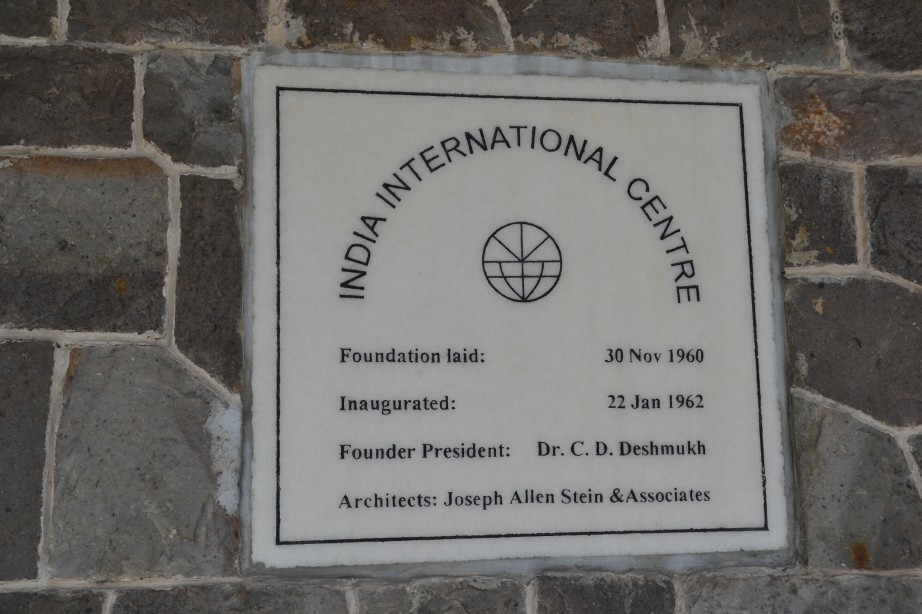 INDIA INTERNATIONAL CENTRE
Foundation laid: 30 Nov 1960
Inaugurated: 22 Jan 1962
Founder President: Dr. C. D. Deshmukh
Architects: Joseph Allen Stein &Associates